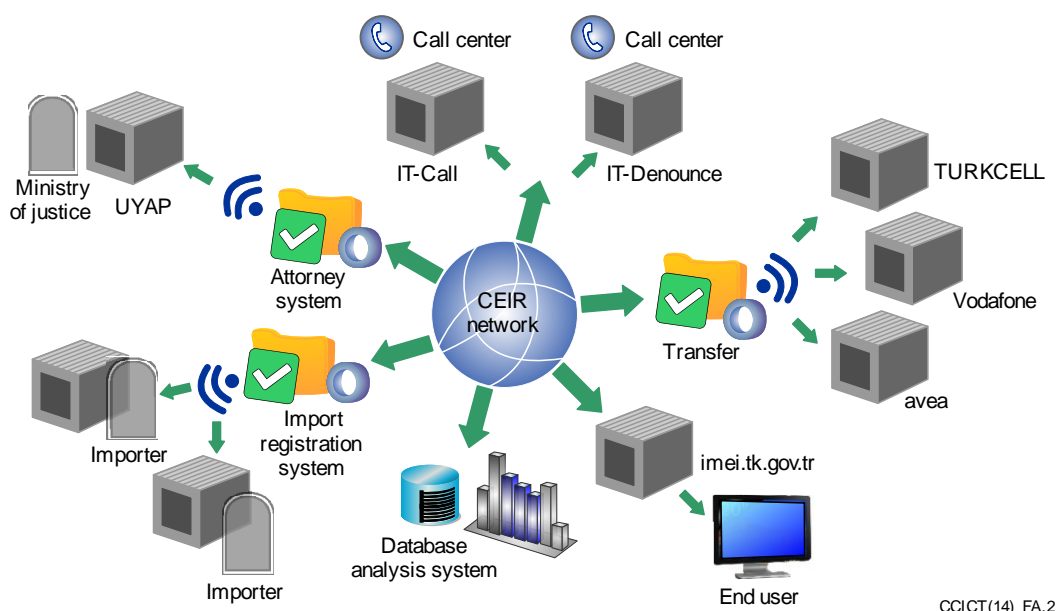 Call center
Call center
IT-Call
IT-Denounce
Ministry
of justice
UYAP
Attorney
system
CEIR
network
TURKCELL
Vodafone
avea
Transfer
Import
registration
system
Importer
Importer
Database
analysis system
imei.tk.gov.tr
End user
CCICT(14)_FA.2